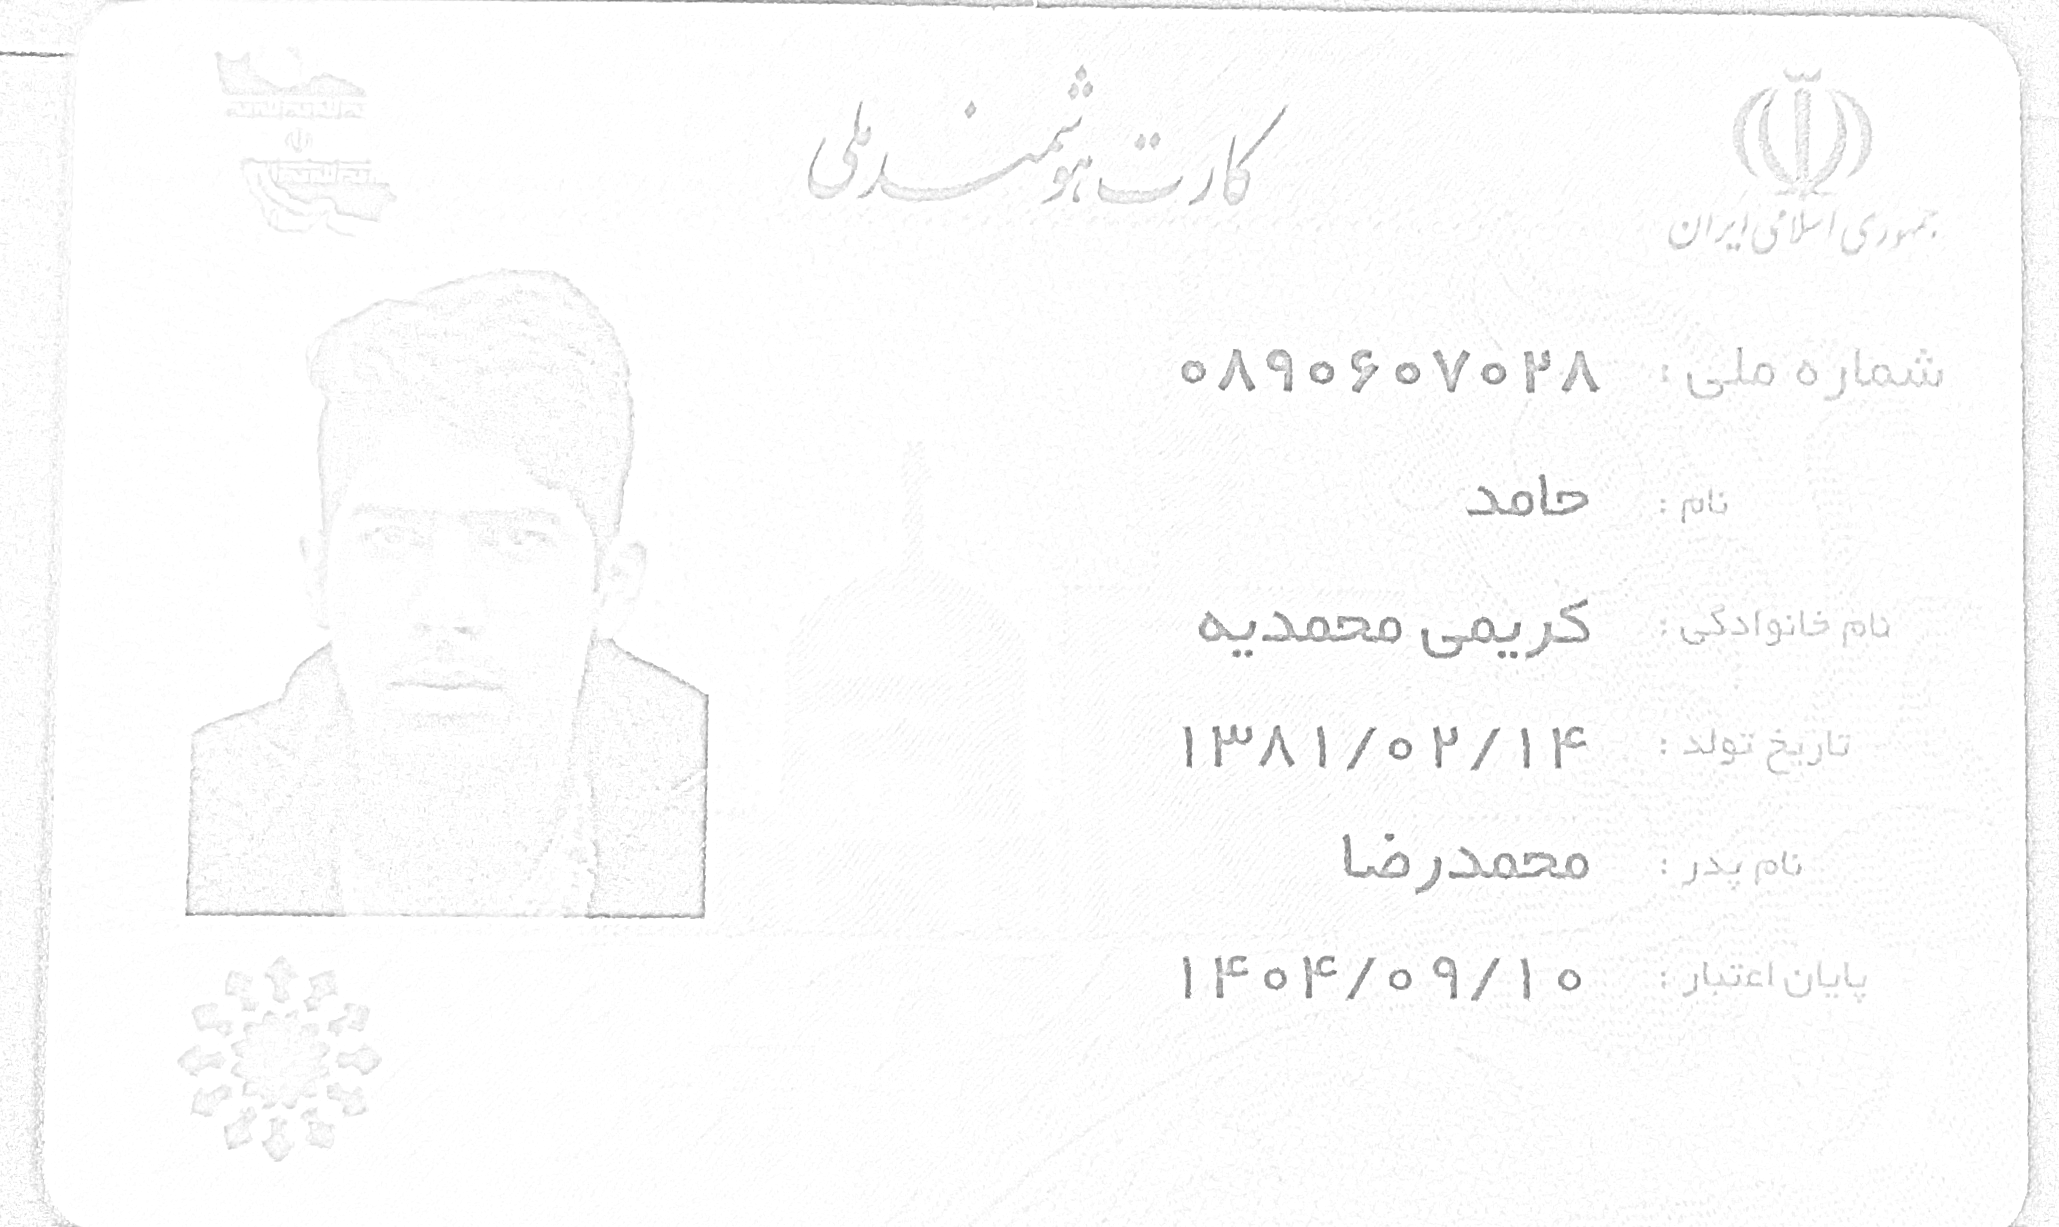 کارت هوشمند ملی
جمهوری اسلامی ایران
شماره ملی : ۰۸۹۰۶۰۷۰۲۸
نام : حامد
نام خانوادگی : کریمی محمدیه
تاریخ تولد : ۱۳۸۱/۰۲/۱۴
نام پدر : محمدرضا
پایان اعتبار : ۱۴۰۴/۰۹/۱۰